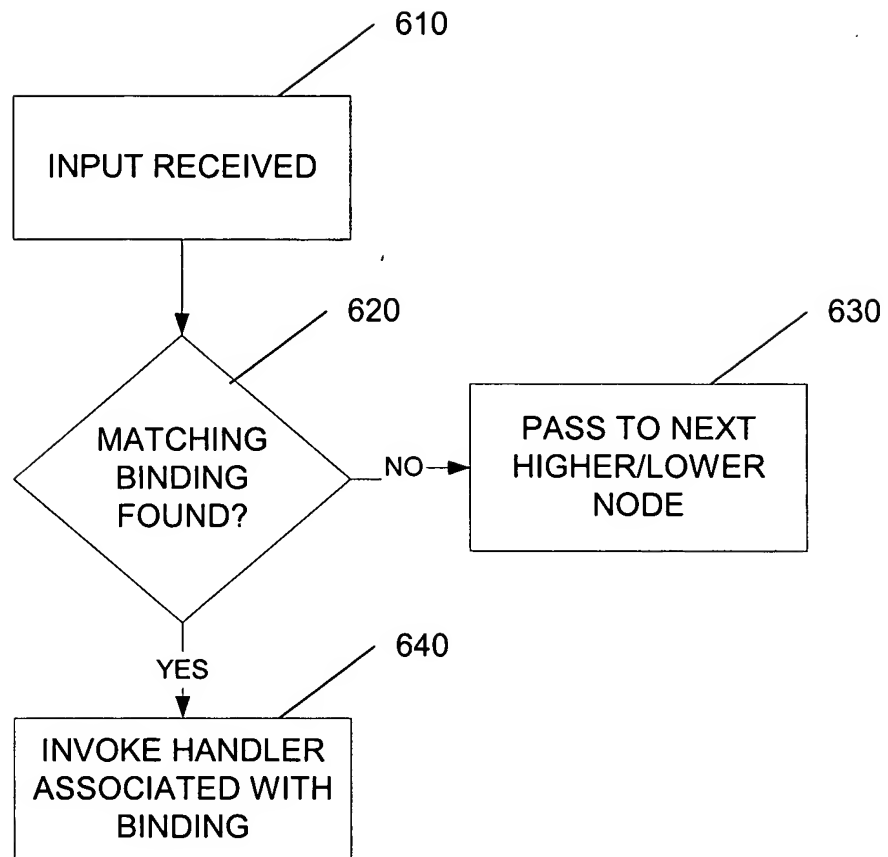 610
INPUT RECEIVED
620
630
MATCHING
BINDING
FOUND?
NO
PASS TO NEXT
HIGHER/LOWER
NODE
YES
640
INVOKE HANDLER
ASSOCIATED WITH
BINDING